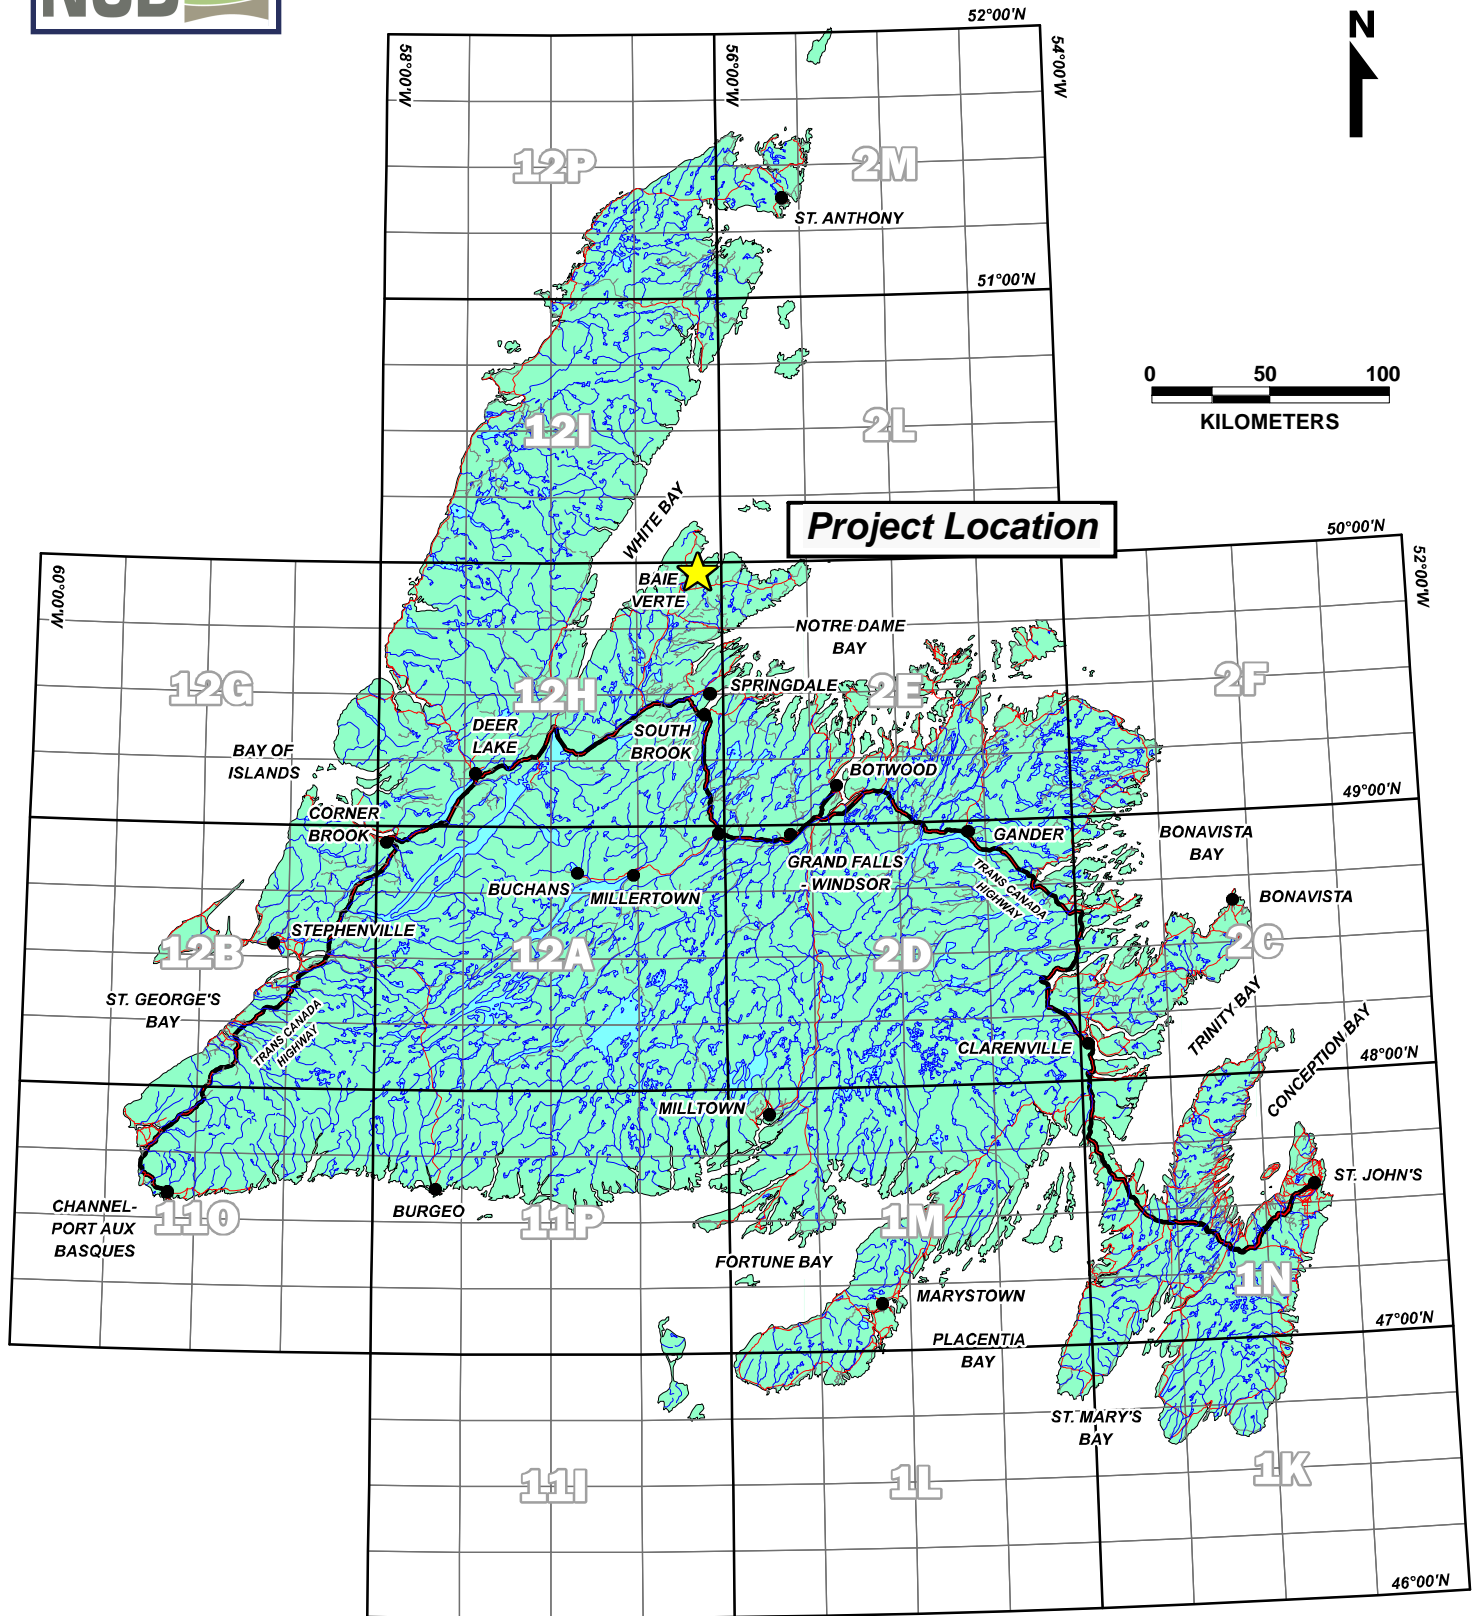 52°00'N
N
58°00'W
56°00'W
54°00'W
12P
2M
ST. ANTHONY
51°00'N
0 50 100
KILOMETERS
12I
2L
WHITE BAY
Project Location
50°00'N
60°00'W
52°00'W
BAIE
VERTE
NOTRE DAME
BAY
12G
12H
SPRINGDALE
2E
2F
DEER
LAKE
SOUTH
BROOK
BAY OF
ISLANDS
BOTWOOD
49°00'N
CORNER
BROOK
GANDER
BONAVISTA
BAY
GRAND FALLS
- WINDSOR
TRANS CANADA
HIGHWAY
BUCHANS
MILLERTOWN
BONAVISTA
STEPHENVILLE
12B
12A
2D
2C
ST. GEORGE'S
BAY
TRANS CANADA
HIGHWAY
TRINITY BAY
CONCEPTION BAY
CLARENVILLE
48°00'N
MILLTOWN
ST. JOHN'S
CHANNEL-
PORT AUX
BASQUES
11O
BURGEO
11P
1M
FORTUNE BAY
1N
MARYSTOWN
47°00'N
PLACENTIA
BAY
ST. MARY'S
BAY
11I
1L
1K
46°00'N